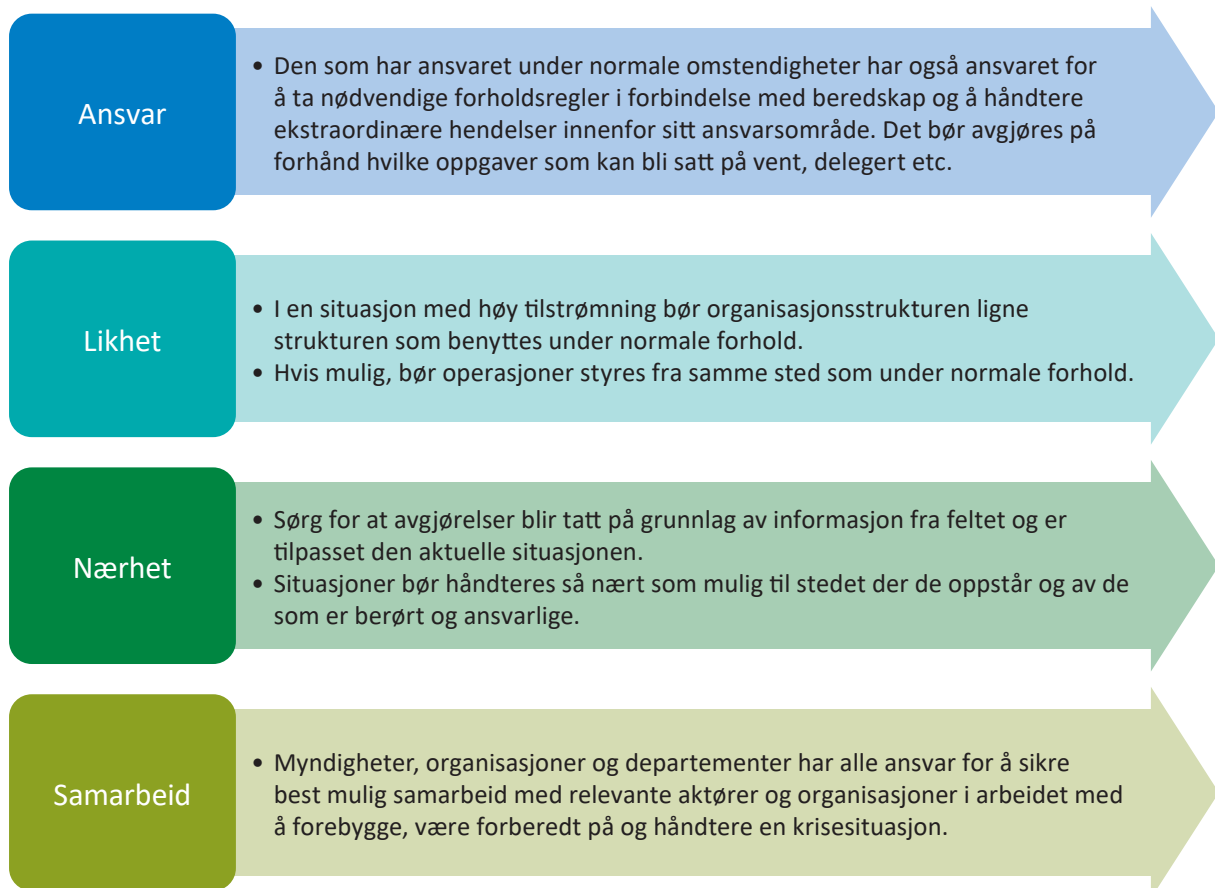 Ansvar
• Den som har ansvaret under normale omstendigheter har også ansvaret for
å ta nødvendige forholdsregler i forbindelse med beredskap og å håndtere
ekstraordinære hendelser innenfor sitt ansvarsområde. Det bør avgjøres på
forhånd hvilke oppgaver som kan bli satt på vent, delegert etc.
Likhet
• I en situasjon med høy tilstrømning bør organisasjonsstrukturen ligne
strukturen som benyttes under normale forhold.
• Hvis mulig, bør operasjoner styres fra samme sted som under normale forhold.
Nærhet
• Sørg for at avgjørelser blir tatt på grunnlag av informasjon fra feltet og er
tilpasset den aktuelle situasjonen.
• Situasjoner bør håndteres så nært som mulig til stedet der de oppstår og av de
som er berørt og ansvarlige.
Samarbeid
• Myndigheter, organisasjoner og departementer har alle ansvar for å sikre
best mulig samarbeid med relevante aktører og organisasjoner i arbeidet med
å forebygge, være forberedt på og håndtere en krisesituasjon.